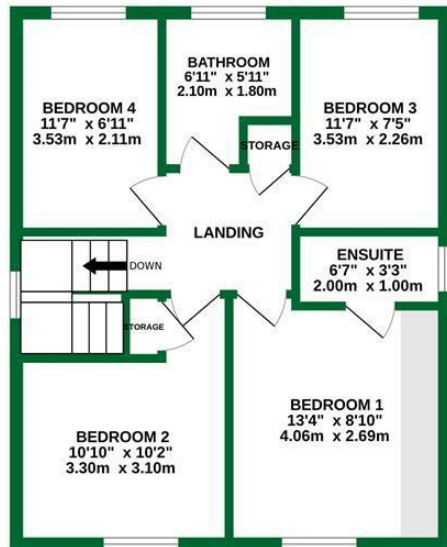 BATHROOM
6'11" x 5'11"
2.10m x 1.80m
BEDROOM 4
11'7" x 6'11"
3.53m x 2.11m
BEDROOM 3
11'7" x 7'5"
3.53m x 2.26m
STORAGE
LANDING
ENSUITE
6'7" x 3'3"
2.00m x 1.00m
DOWN
STORAGE
BEDROOM 1
13'4" x 8'10"
4.06m x 2.69m
BEDROOM 2
10'10" x 10'2"
3.30m x 3.10m